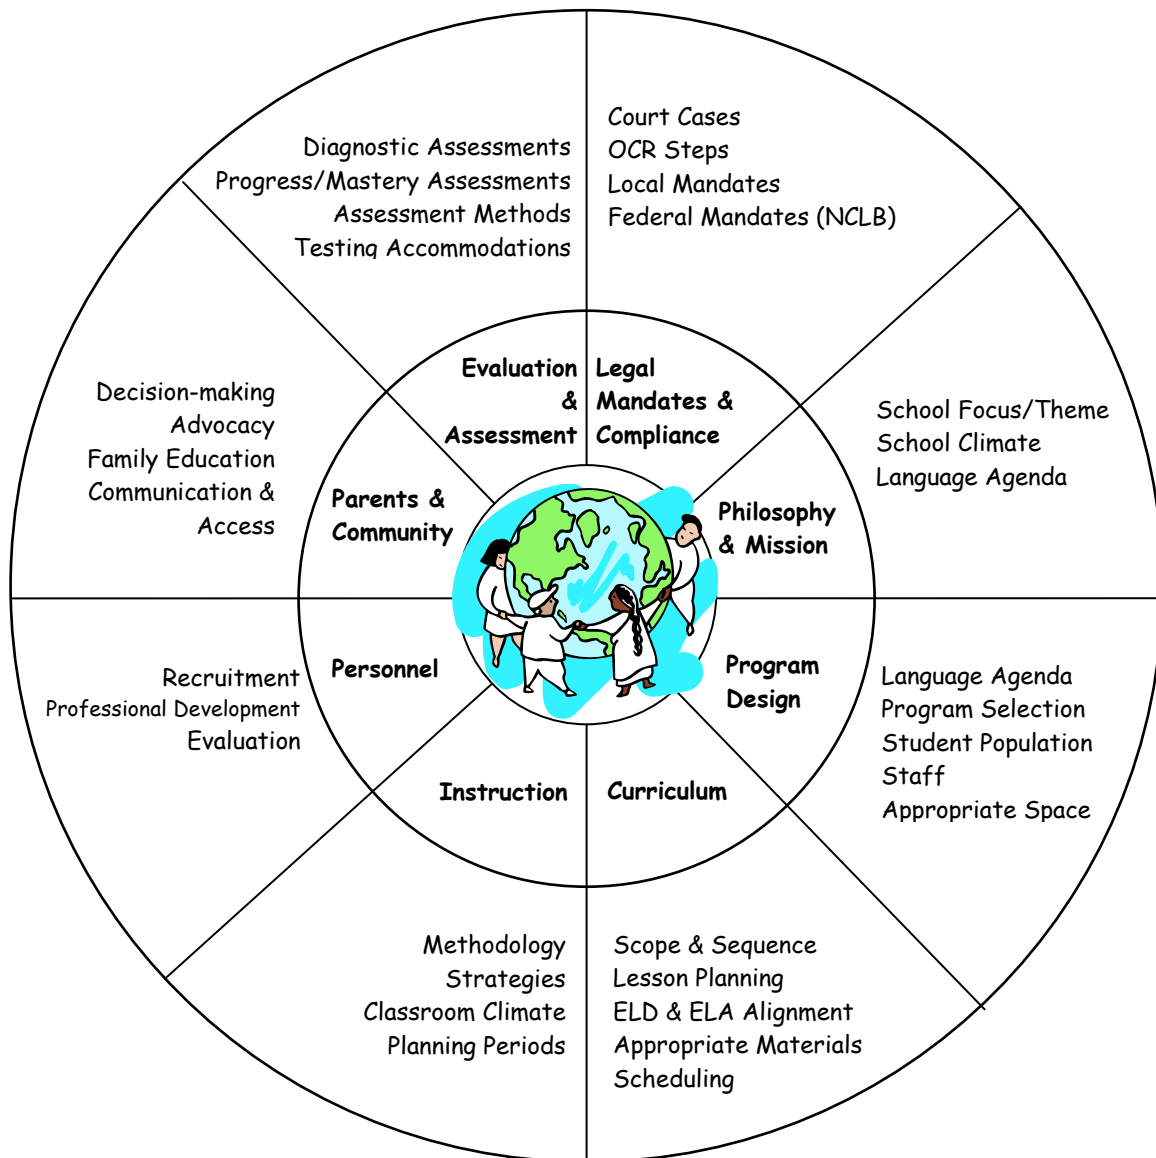 Court Cases
OCR Steps
Local Mandates
Federal Mandates (NCLB)
Legal
Mandates &
Compliance
School Focus/Theme
School Climate
Language Agenda
Philosophy
& Mission
Language Agenda
Program Selection
Student Population
Staff
Appropriate Space
Program
Design
Scope & Sequence
Lesson Planning
ELD & ELA Alignment
Appropriate Materials
Scheduling
Curriculum
Methodology
Strategies
Classroom Climate
Planning Periods
Instruction
Recruitment
Professional Development
Evaluation
Personnel
Decision-making
Advocacy
Family Education
Communication &
Access
Parents &
Community
Diagnostic Assessments
Progress/Mastery Assessments
Assessment Methods
Testing Accommodations
Evaluation
&
Assessment